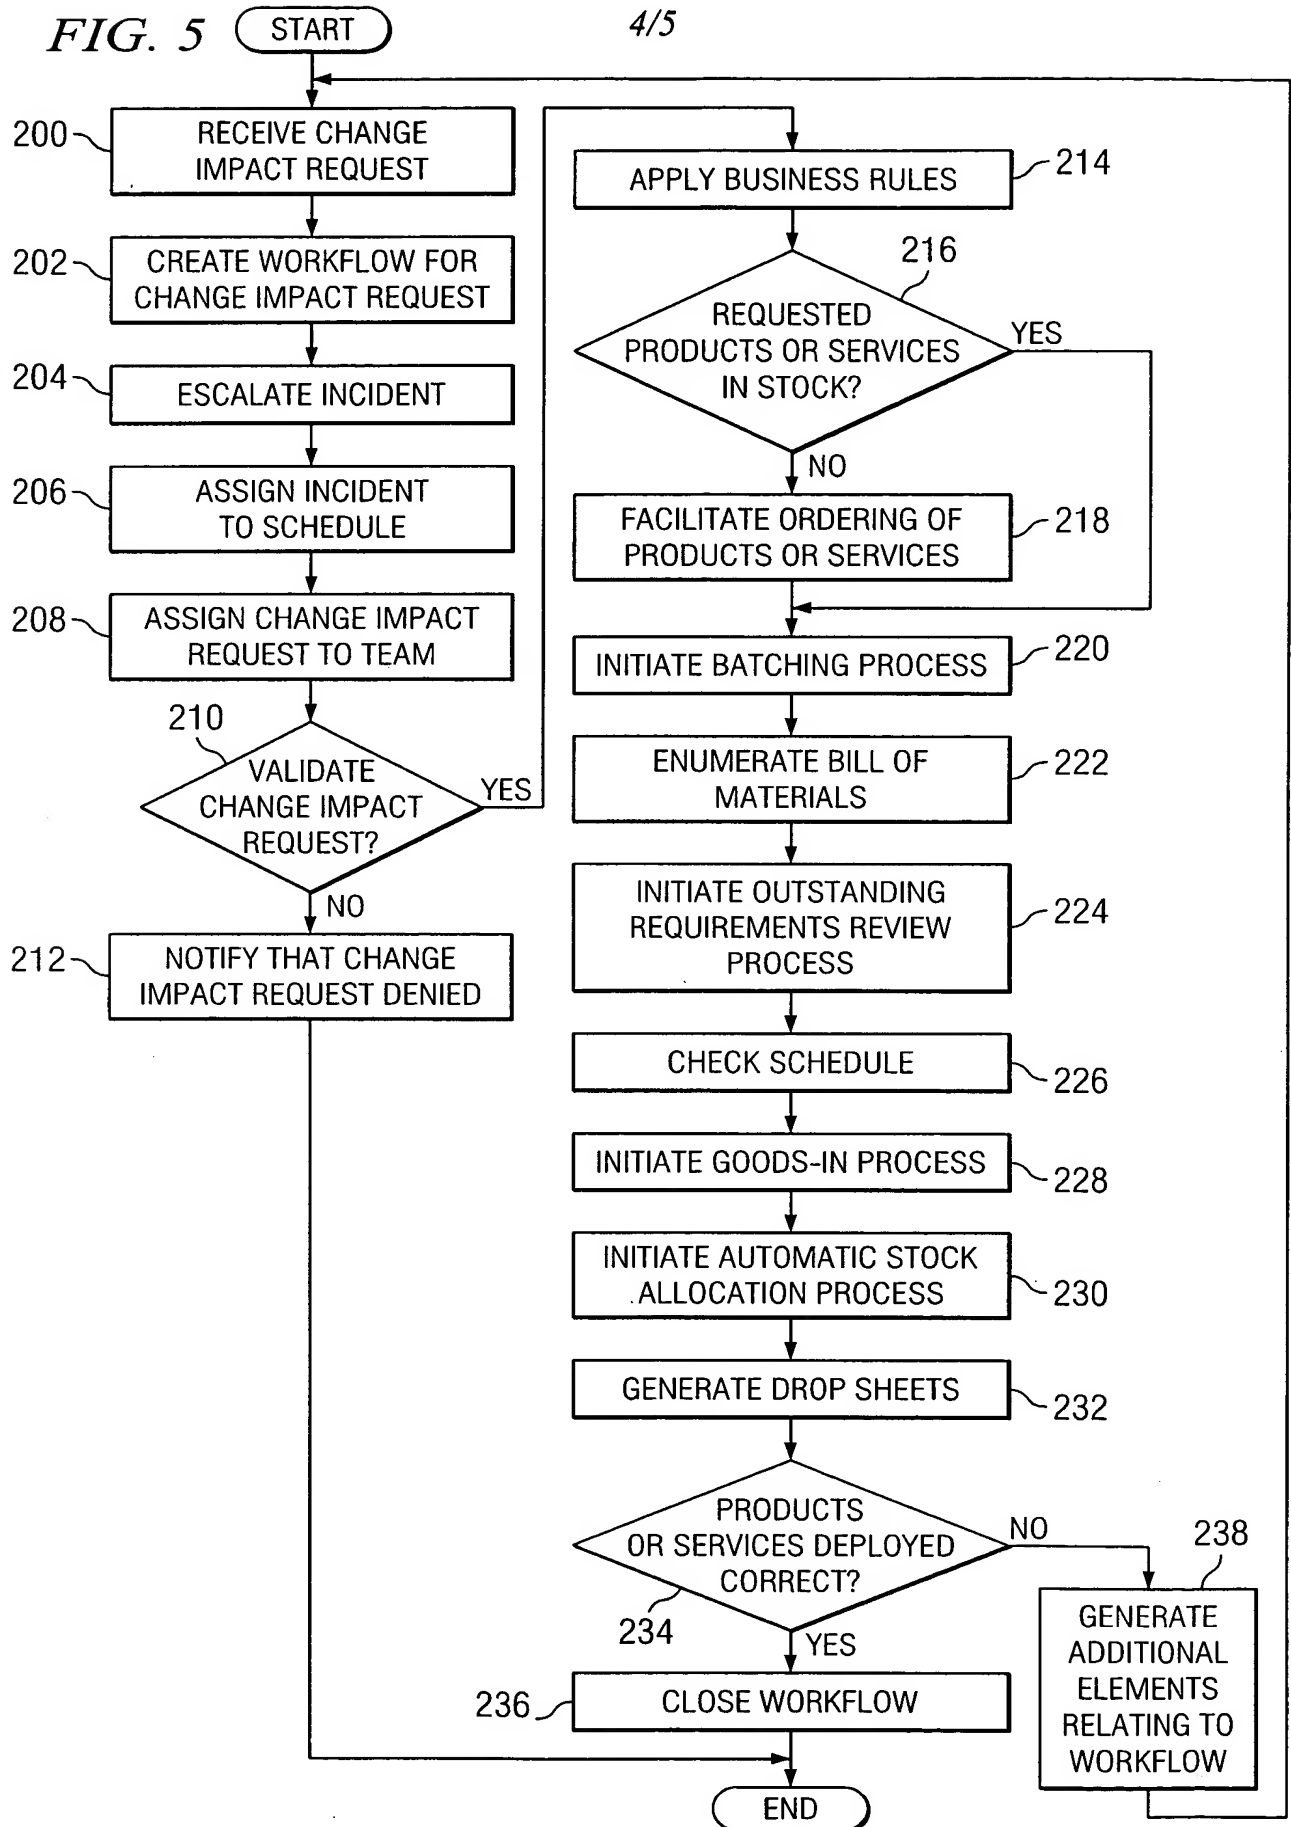 FIG. 5
4/5
START
200
RECEIVE CHANGE
IMPACT REQUEST
202
CREATE WORKFLOW FOR
CHANGE IMPACT REQUEST
204
ESCALATE INCIDENT
206
ASSIGN INCIDENT
TO SCHEDULE
208
ASSIGN CHANGE IMPACT
REQUEST TO TEAM
210
VALIDATE
CHANGE IMPACT
REQUEST?
YES
NO
212
NOTIFY THAT CHANGE
IMPACT REQUEST DENIED
APPLY BUSINESS RULES
214
216
REQUESTED
PRODUCTS OR SERVICES
IN STOCK?
YES
NO
FACILITATE ORDERING OF
PRODUCTS OR SERVICES
218
INITIATE BATCHING PROCESS
220
ENUMERATE BILL OF
MATERIALS
222
INITIATE OUTSTANDING
REQUIREMENTS REVIEW
PROCESS
224
CHECK SCHEDULE
226
INITIATE GOODS-IN PROCESS
228
INITIATE AUTOMATIC STOCK
ALLOCATION PROCESS
230
GENERATE DROP SHEETS
232
PRODUCTS
OR SERVICES DEPLOYED
CORRECT?
234
NO
YES
238
GENERATE
ADDITIONAL
ELEMENTS
RELATING TO
WORKFLOW
236
CLOSE WORKFLOW
END